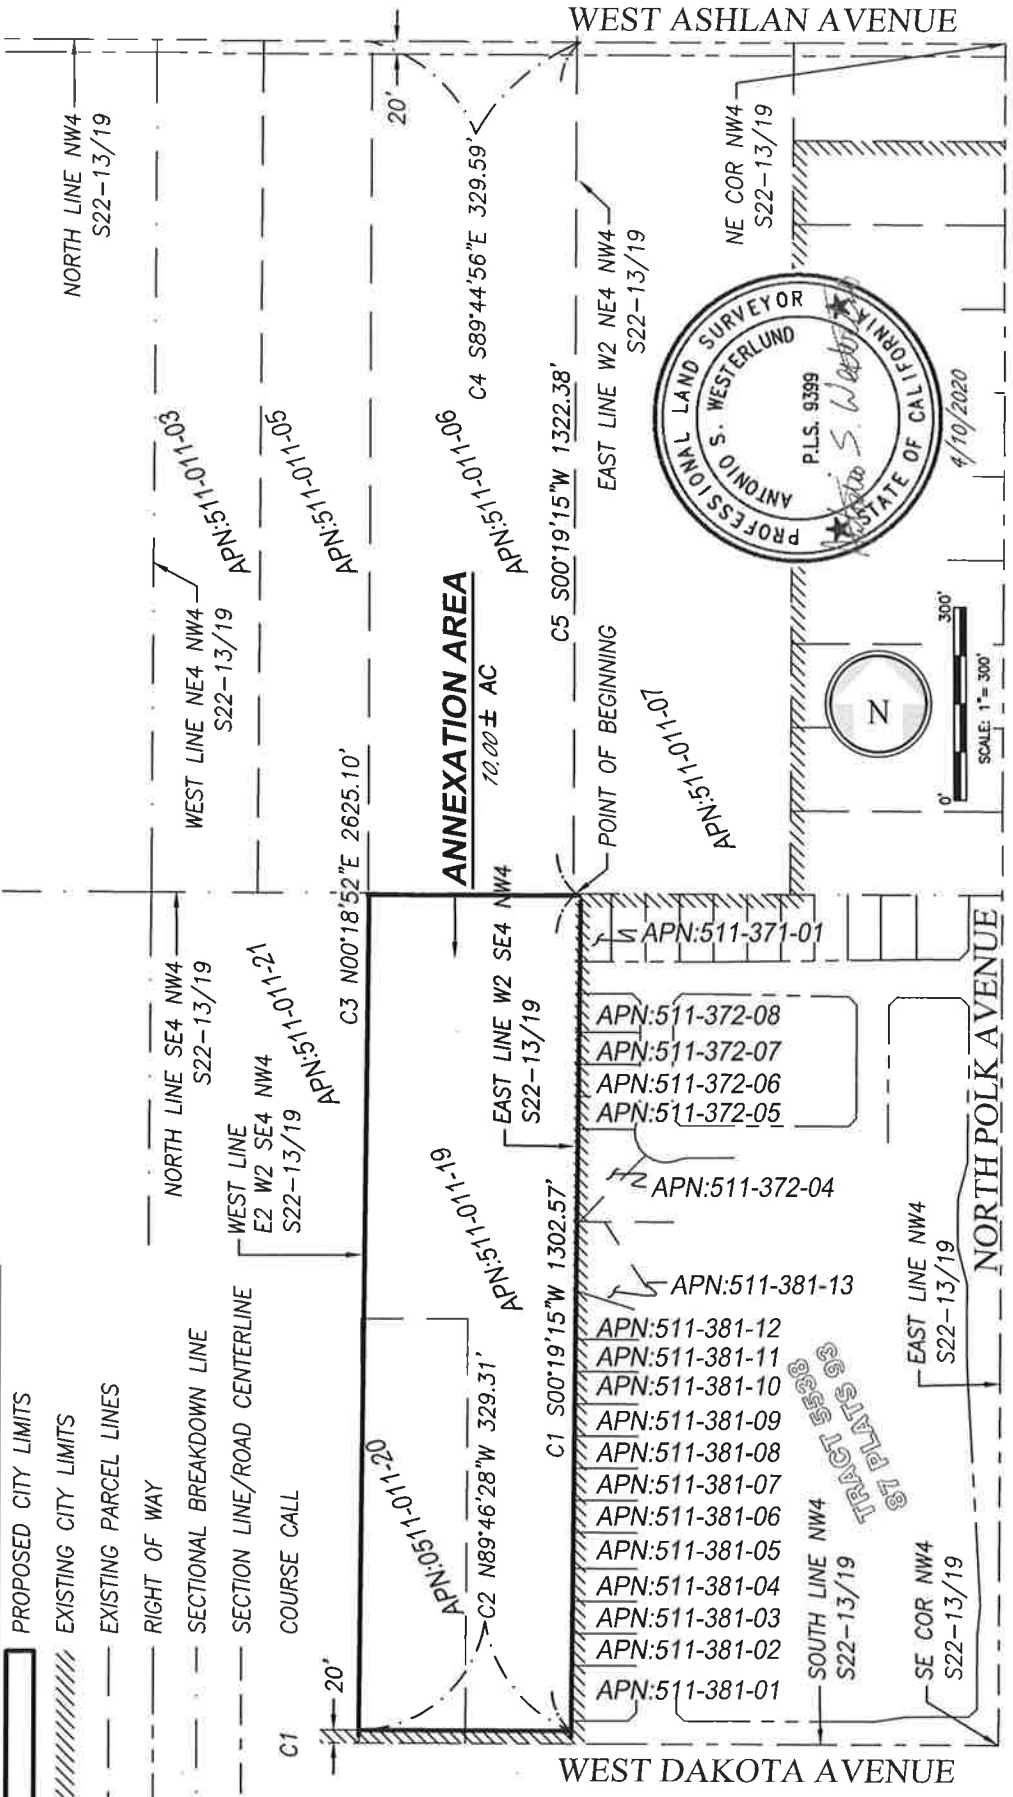 WEST ASHLAN AVENUE
NORTH LINE NW4
S22-13/19
20'
C4 S89°44'56"E 329.59'
NE COR NW4
S22-13/19
EAST LINE W2 NE4 NW4
S22-13/19
APN:511-011-03
APN:511-011-05
APN:511-011-06
WEST LINE NE4 NW4
S22-13/19
C5 S00°19'15"W 1322.38'
PROFESSIONAL LAND SURVEYOR
ANTONIO S. WESTERLUND
P.L.S. 9399
STATE OF CALIFORNIA
4/10/2020
ANNEXATION AREA
10.00± AC
POINT OF BEGINNING
APN:511-011-07
N
0' 300'
SCALE: 1"= 300'
C3 N00°18'52"E 2625.10'
NORTH LINE SE4 NW4
S22-13/19
APN:511-011-21
WEST LINE
E2 W2 SE4 NW4
S22-13/19
EAST LINE W2 SE4 NW4
S22-13/19
APN:511-011-19
C1 S00°19'15"W 1302.57'
APN:0511-011-20
C2 N89°46'28"W 329.31'
20'
APN:511-371-01
APN:511-372-08
APN:511-372-07
APN:511-372-06
APN:511-372-05
APN:511-372-04
APN:511-381-13
APN:511-381-12
APN:511-381-11
APN:511-381-10
APN:511-381-09
APN:511-381-08
APN:511-381-07
APN:511-381-06
APN:511-381-05
APN:511-381-04
APN:511-381-03
APN:511-381-02
APN:511-381-01
TRACT 5538
87 PLATS 93
NORTH POLK AVENUE
EAST LINE NW4
S22-13/19
SOUTH LINE NW4
S22-13/19
SE COR NW4
S22-13/19
WEST DAKOTA AVENUE
PROPOSED CITY LIMITS
EXISTING CITY LIMITS
EXISTING PARCEL LINES
RIGHT OF WAY
SECTIONAL BREAKDOWN LINE
SECTION LINE/ROAD CENTERLINE
C1 COURSE CALL